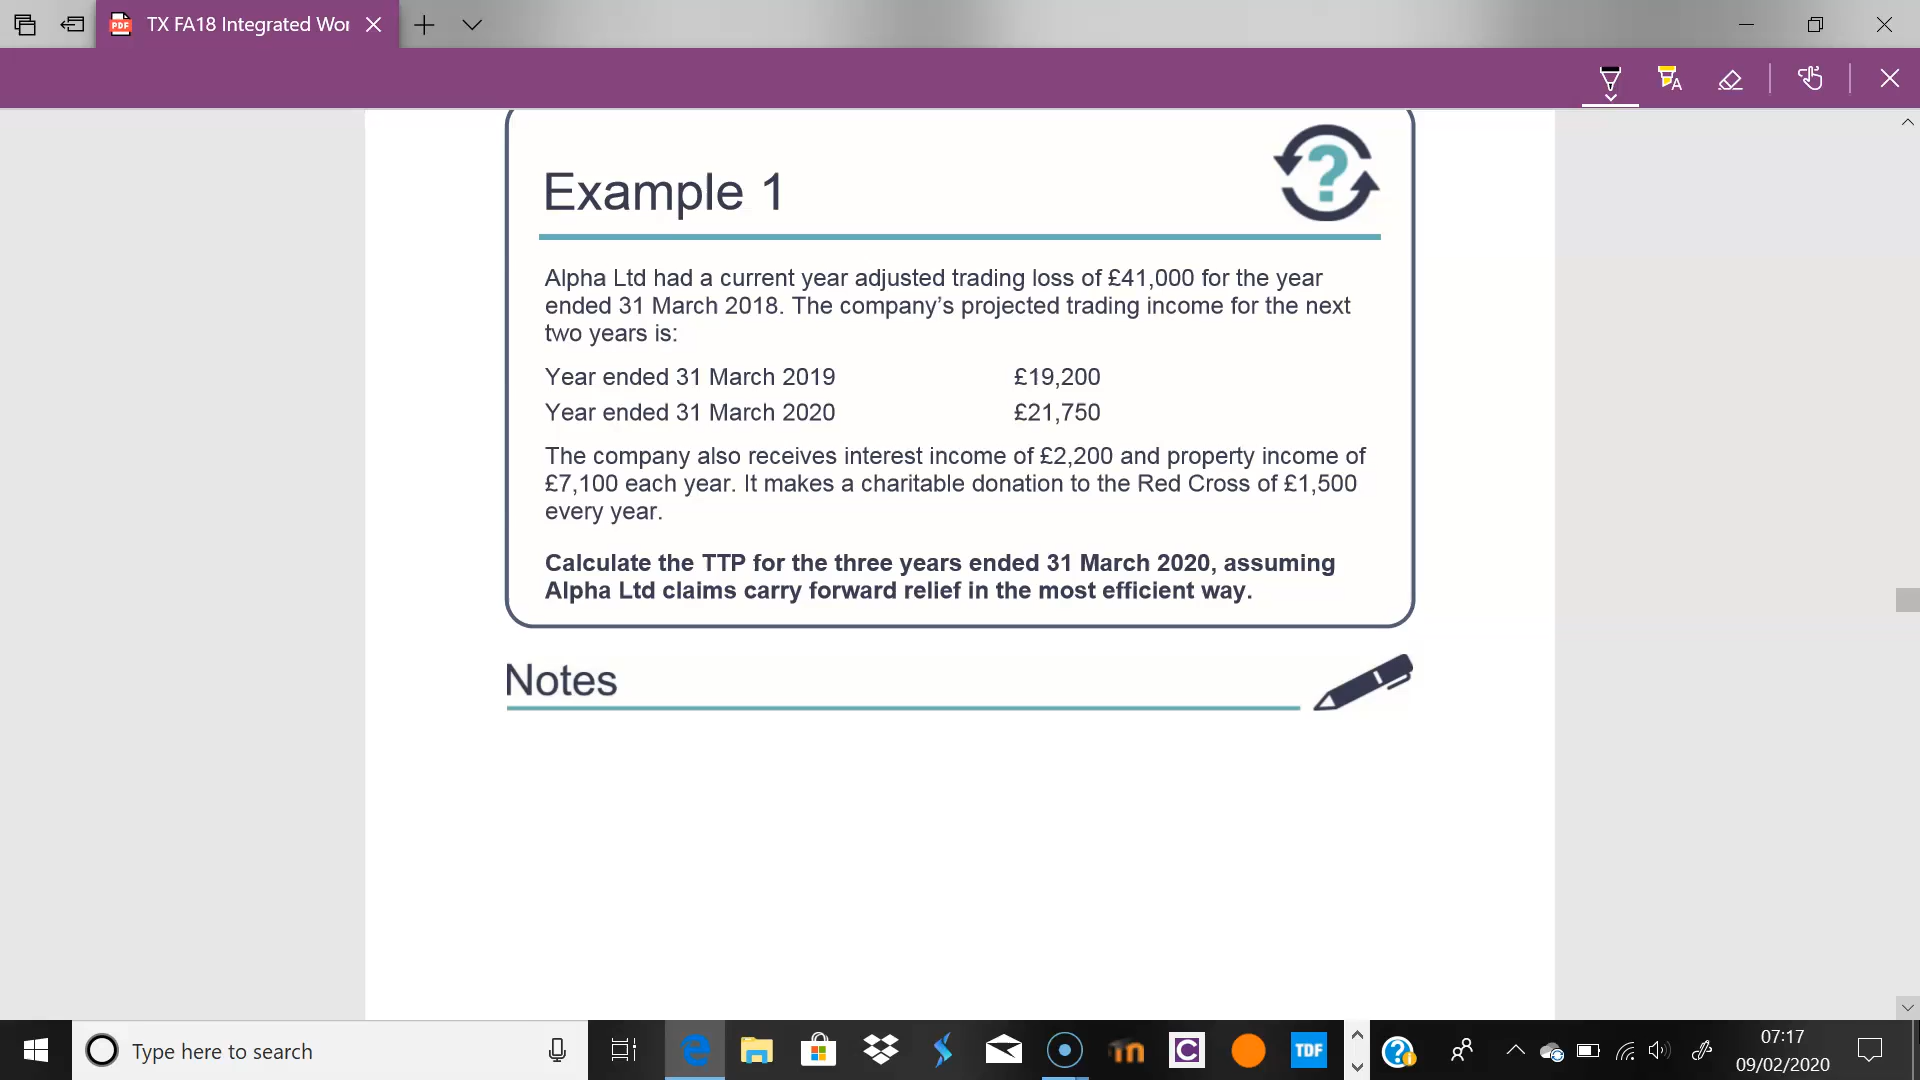 TX FA18 Integrated Wor
Example 1
Alpha Ltd had a current year adjusted trading loss of £41,000 for the year
ended 31 March 2018. The company’s projected trading income for the next
two years is:
Year ended 31 March 2019 £19,200
Year ended 31 March 2020 £21,750
The company also receives interest income of £2,200 and property income of
£7,100 each year. It makes a charitable donation to the Red Cross of £1,500
every year.
Calculate the TTP for the three years ended 31 March 2020, assuming
Alpha Ltd claims carry forward relief in the most efficient way.
Notes
Type here to search
TDF
07:17
09/02/2020